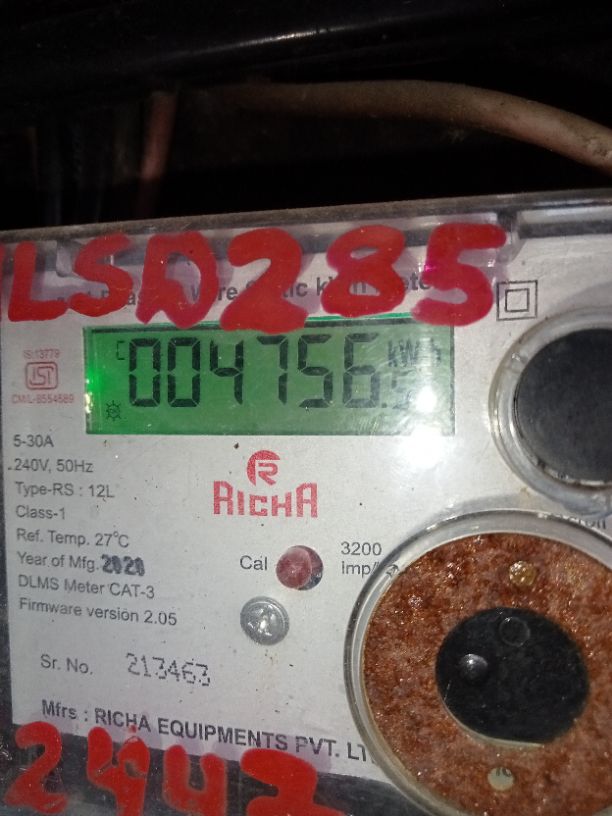 LSD285
C 004756.5 kWh
IS:13779
ISI
CM/L-8554589
5-30A
240V, 50Hz
Type-RS : 12L
Class-1
Ref. Temp. 27°C
Year of Mfg. 2020
DLMS Meter CAT-3
Firmware version 2.05
R
RICHA
Cal
3200
imp/
Sr. No. 213463
Mfrs : RICHA EQUIPMENTS PVT. LT
2442